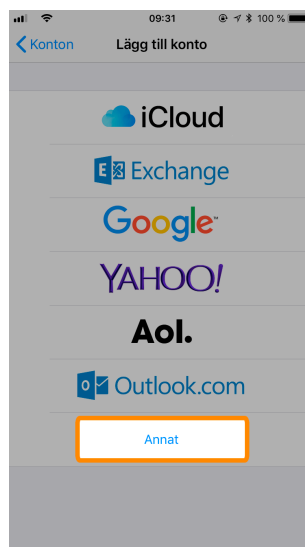 09:31
100 %
Konton
Lägg till konto
iCloud
E Exchange
Google
YAHOO!
Aol.
o Outlook.com
Annat